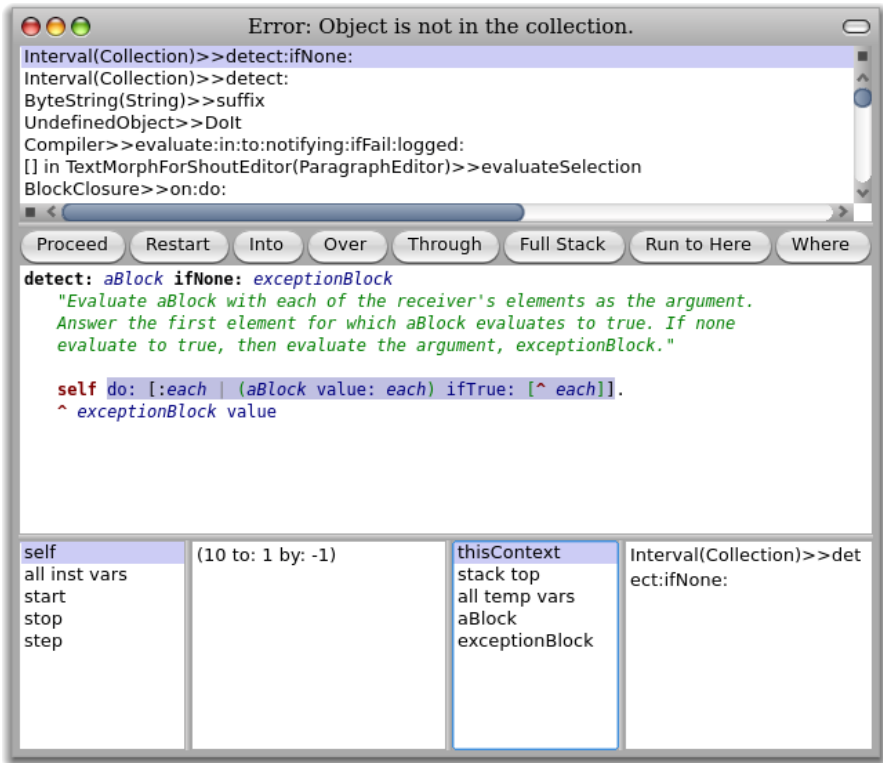 Error: Object is not in the collection.
Interval(Collection)>>detect:ifNone:
Interval(Collection)>>detect:
ByteString(String)>>suffix
UndefinedObject>>DoIt
Compiler>>evaluate:in:to:notifying:ifFail:logged:
[] in TextMorphForShoutEditor(ParagraphEditor)>>evaluateSelection
BlockClosure>>on:do:
Proceed Restart Into Over Through Full Stack Run to Here Where
detect: aBlock ifNone: exceptionBlock
"Evaluate aBlock with each of the receiver's elements as the argument.
Answer the first element for which aBlock evaluates to true. If none
evaluate to true, then evaluate the argument, exceptionBlock."
self do: [:each | (aBlock value: each) ifTrue: [^ each]].
^ exceptionBlock value
self
all inst vars
start
stop
step
(10 to: 1 by: -1)
thisContext
stack top
all temp vars
aBlock
exceptionBlock
Interval(Collection)>>det
ect:ifNone: